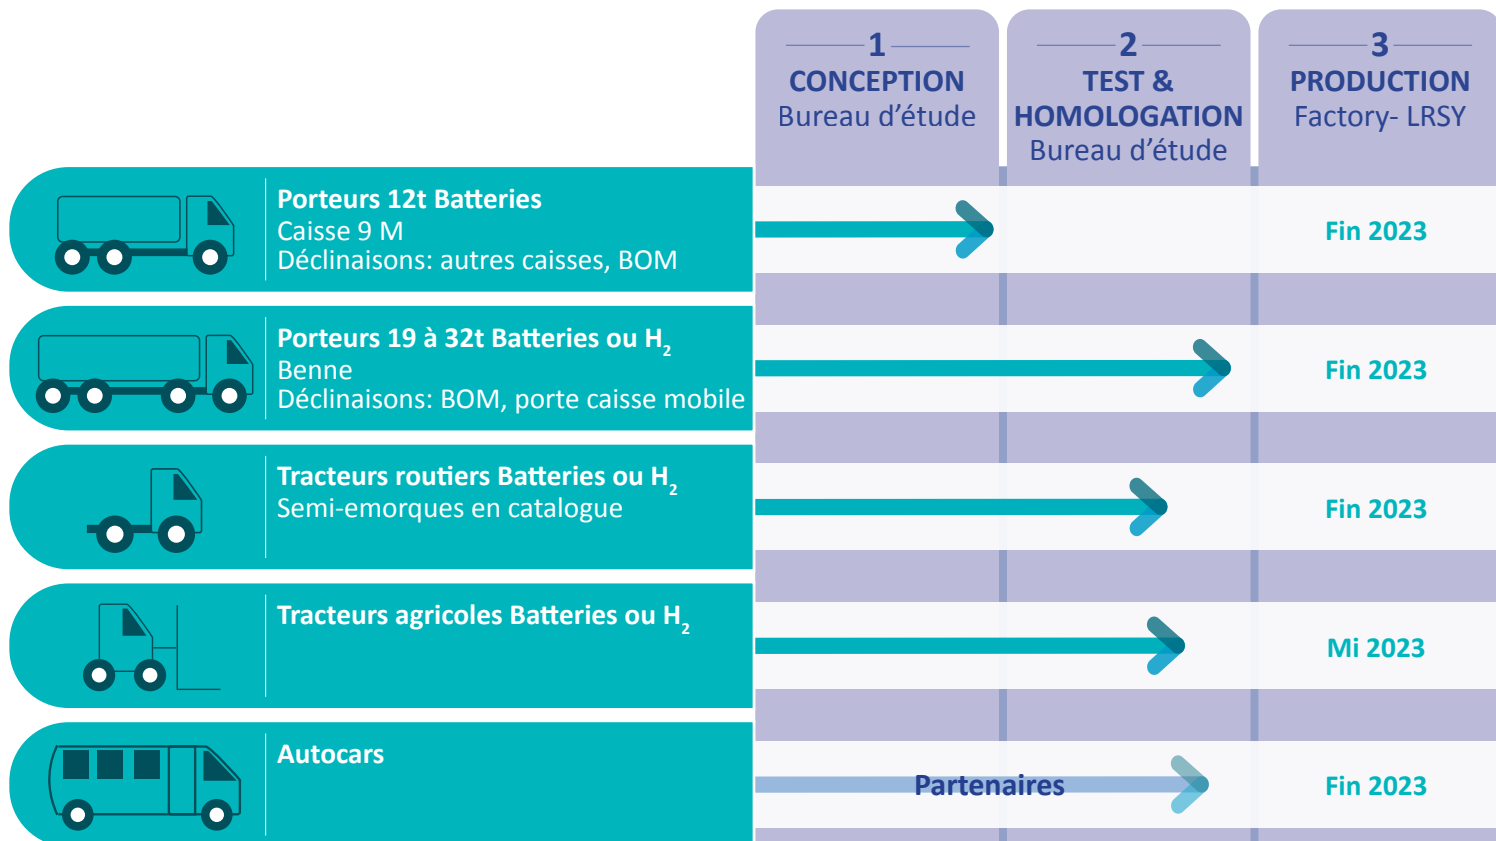 1
CONCEPTION
Bureau d’étude
2
TEST &
HOMOLOGATION
Bureau d’étude
3
PRODUCTION
Factory- LRSY
Porteurs 12t Batteries
Caisse 9 M
Déclinaisons: autres caisses, BOM
Fin 2023
Porteurs 19 à 32t Batteries ou H₂
Benne
Déclinaisons: BOM, porte caisse mobile
Fin 2023
Tracteurs routiers Batteries ou H₂
Semi-emorques en catalogue
Fin 2023
Tracteurs agricoles Batteries ou H₂
Mi 2023
Autocars
Partenaires
Fin 2023